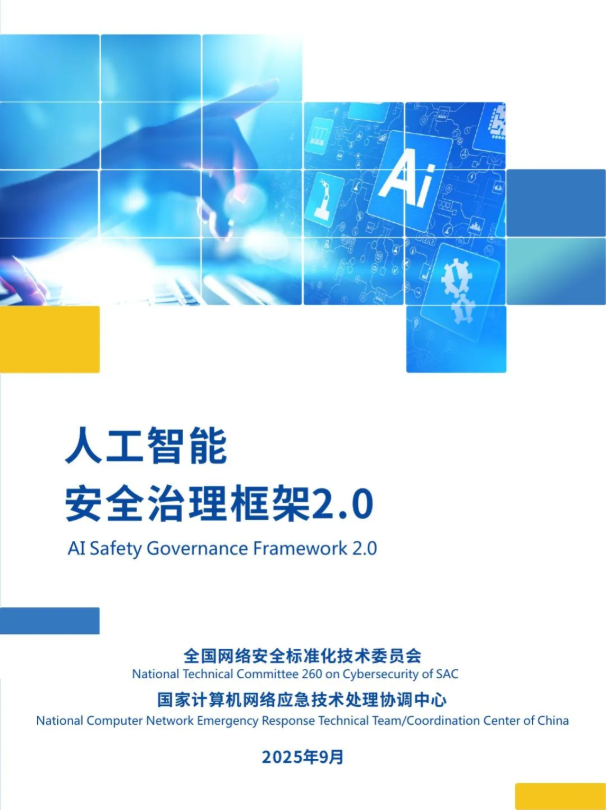 Ai
人工智能
安全治理框架2.0
AI Safety Governance Framework 2.0
全国网络安全标准化技术委员会
National Technical Committee 260 on Cybersecurity of SAC
国家计算机网络应急技术处理协调中心
National Computer Network Emergency Response Technical Team/Coordination Center of China
2025年9月